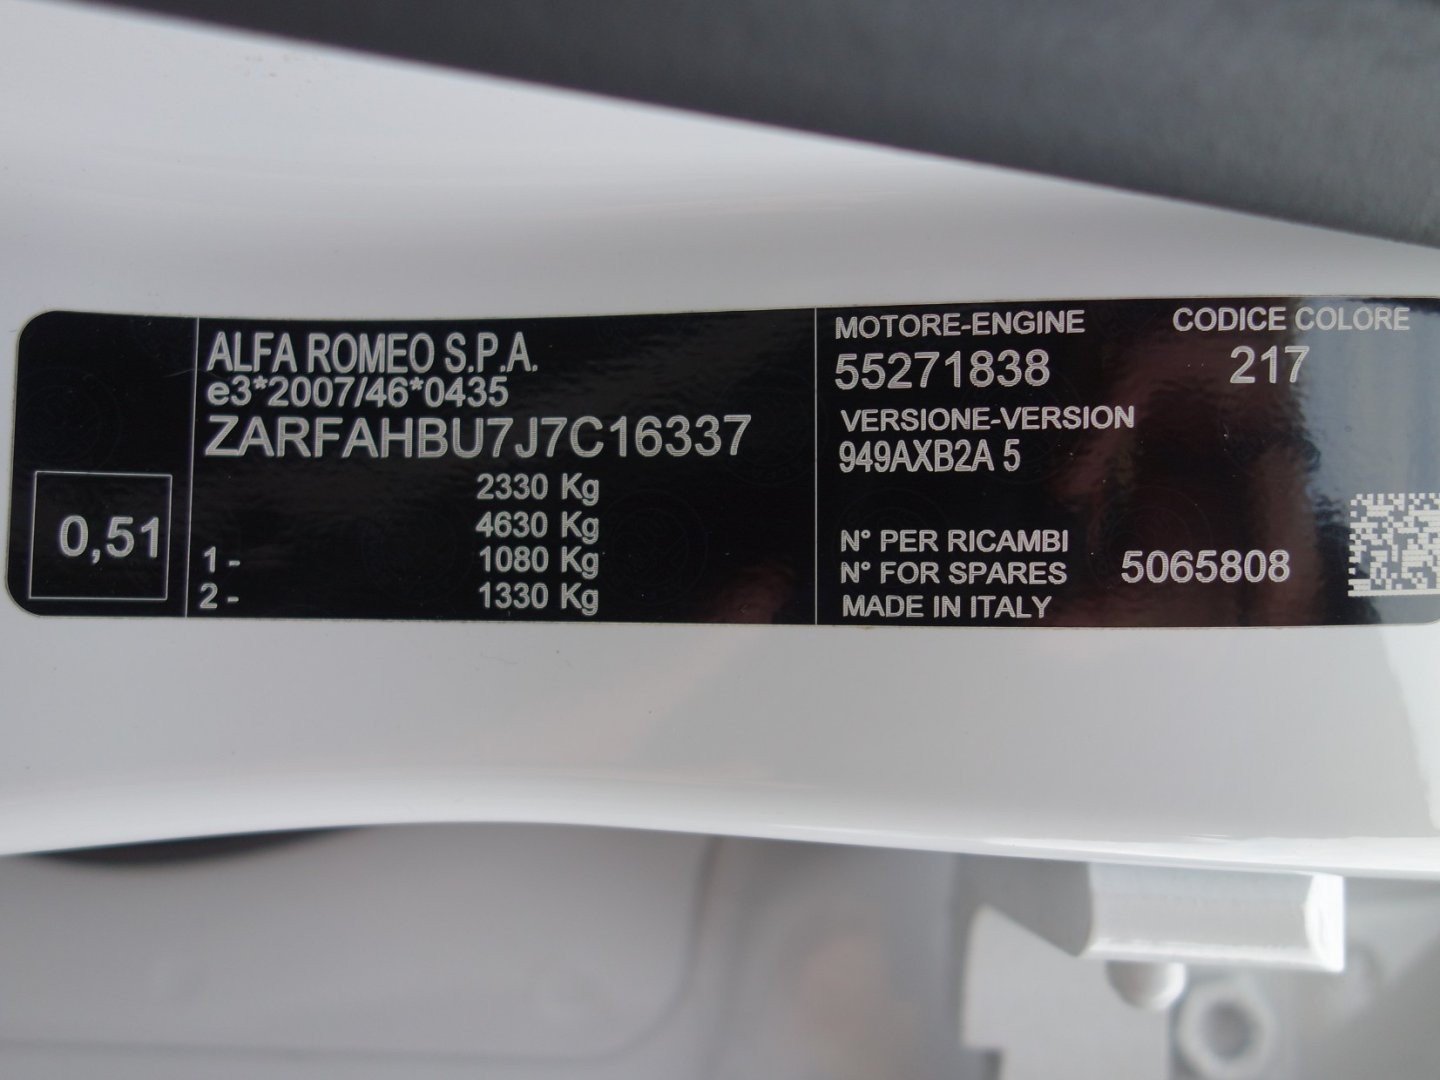 0,51
ALFA ROMEO S.P.A.
e3*2007/46*0435
ZARFAHBU7J7C16337
2330 Kg
4630 Kg
1- 1080 Kg
2- 1330 Kg
MOTORE-ENGINE
55271838
CODICE COLORE
217
VERSIONE-VERSION
949AXB2A 5
N° PER RICAMBI
N° FOR SPARES
5065808
MADE IN ITALY